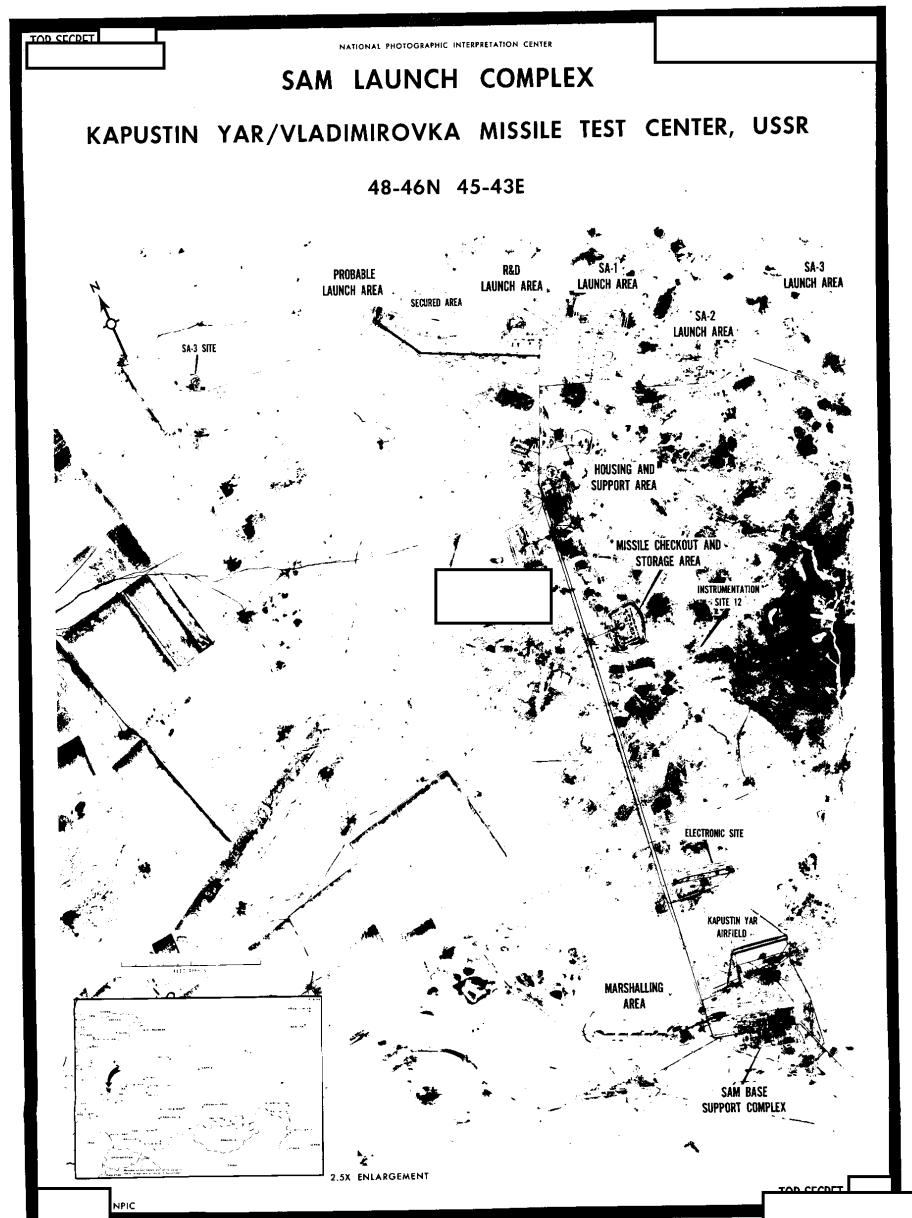 TOP SECRET
NATIONAL PHOTOGRAPHIC INTERPRETATION CENTER
SAM LAUNCH COMPLEX
KAPUSTIN YAR/VLADIMIROVKA MISSILE TEST CENTER, USSR
48-46N 45-43E
N
PROBABLE
LAUNCH AREA
SECURED AREA
R&D
LAUNCH AREA
SA-1
LAUNCH AREA
SA-2
LAUNCH AREA
SA-3
LAUNCH AREA
SA-3 SITE
HOUSING AND
SUPPORT AREA
MISSILE CHECKOUT AND
STORAGE AREA
INSTRUMENTATION
SITE 12
ELECTRONIC SITE
KAPUSTIN YAR
AIRFIELD
MARSHALLING
AREA
SAM BASE
SUPPORT COMPLEX
2.5X ENLARGEMENT
NPIC
TOP SECRET